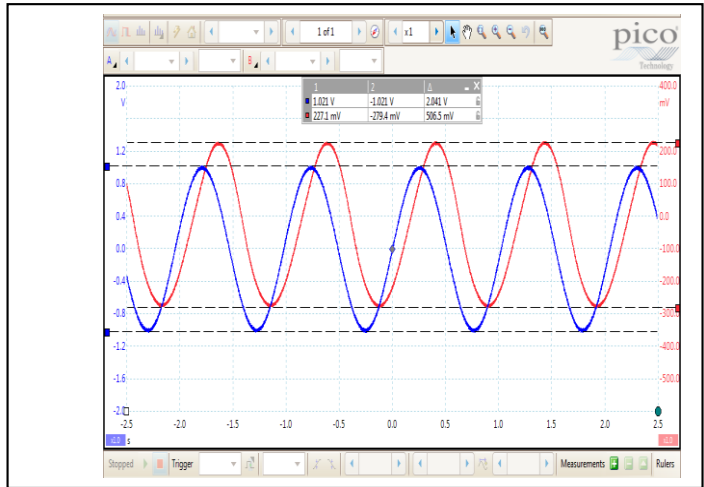 1 of 1
x1
pico
Technology
A
B
1 2 Δ
1.021 V -1.021 V 2.041 V
227.1 mV -279.4 mV 506.5 mV
2.0
V
1.2
0.8
0.4
0.0
-0.4
-0.8
-1.2
-1.6
-2.0
400.0
mV
200.0
100.0
0.0
-100.0
-200.0
-300.0
-400.0
-500.0
-2.5 -2.0 -1.5 -1.0 -0.5 0.0 0.5 1.0 1.5 2.0 2.5
x1.0 s
x1.0
Stopped Trigger Measurements Rulers